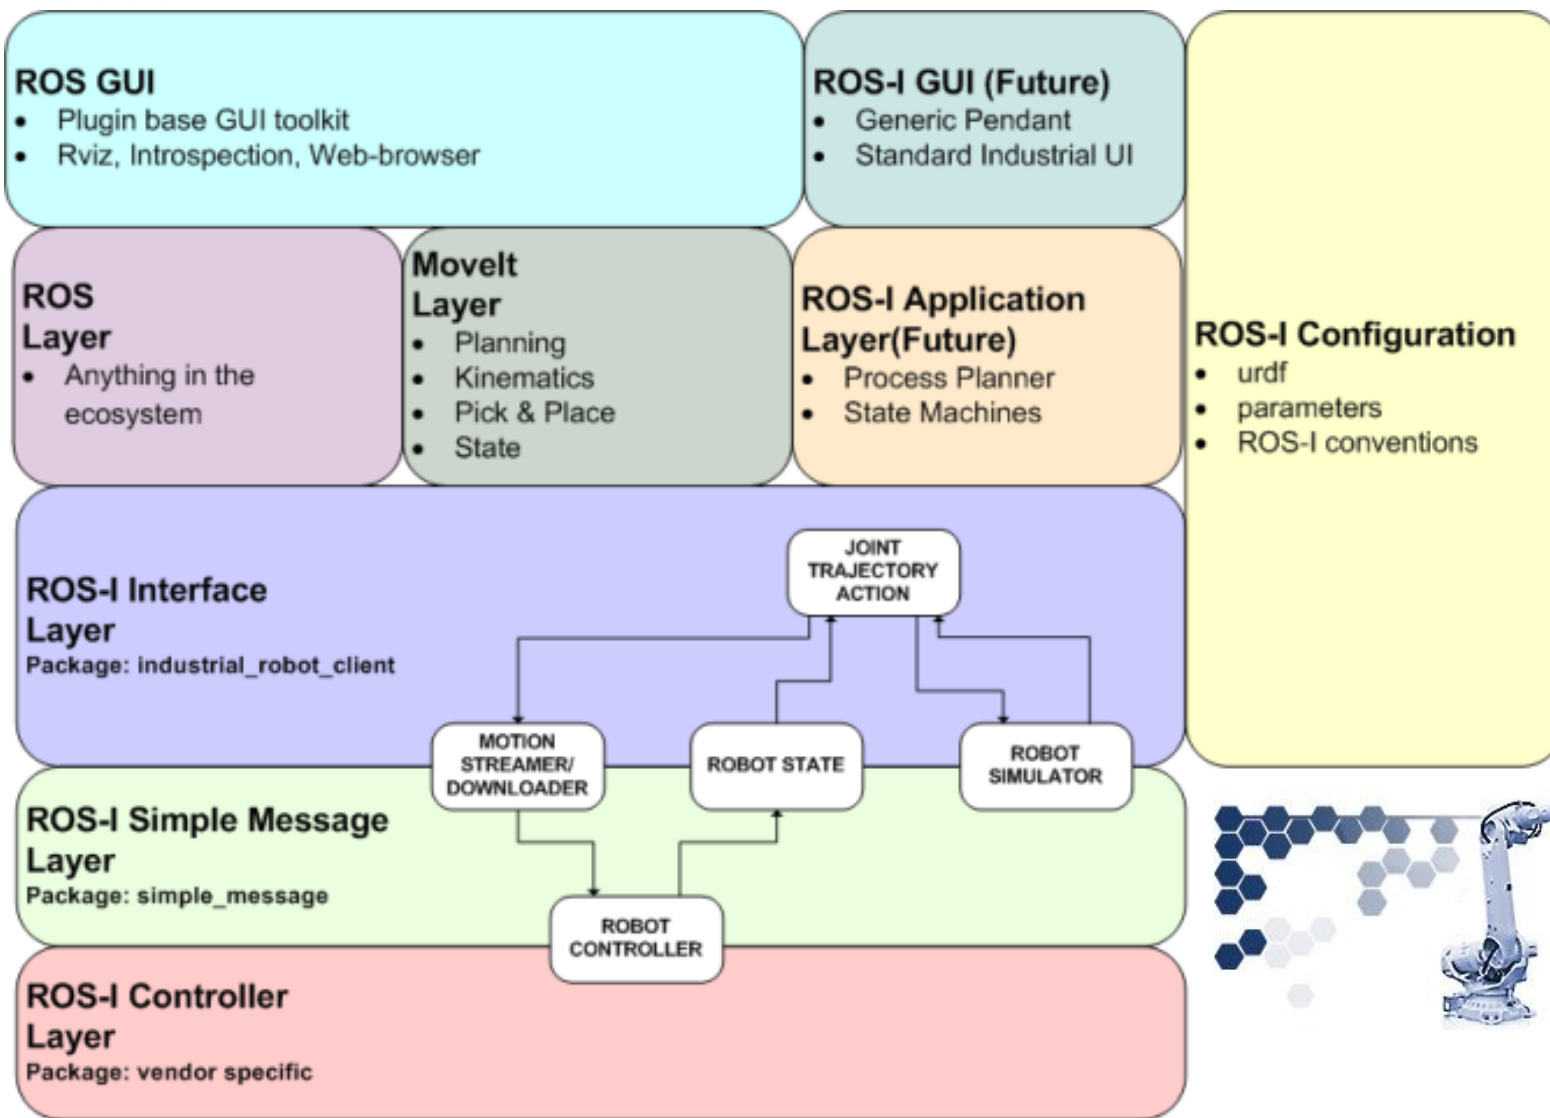 ROS GUI
• Plugin base GUI toolkit
• Rviz, Introspection, Web-browser
ROS-I GUI (Future)
• Generic Pendant
• Standard Industrial UI
ROS
Layer
• Anything in the
ecosystem
MoveIt
Layer
• Planning
• Kinematics
• Pick & Place
• State
ROS-I Application
Layer(Future)
• Process Planner
• State Machines
ROS-I Configuration
• urdf
• parameters
• ROS-I conventions
ROS-I Interface
Layer
Package: industrial_robot_client
JOINT
TRAJECTORY
ACTION
MOTION
STREAMER/
DOWNLOADER
ROBOT STATE
ROBOT
SIMULATOR
ROS-I Simple Message
Layer
Package: simple_message
ROBOT
CONTROLLER
ROS-I Controller
Layer
Package: vendor specific